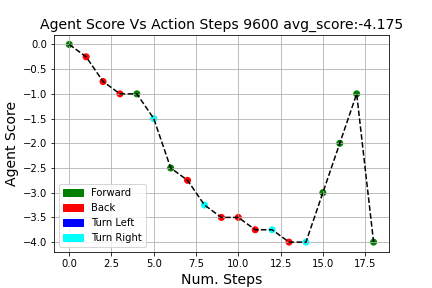 Agent Score Vs Action Steps 9600 avg_score:-4.175
Agent Score
0.0
−0.5
−1.0
−1.5
−2.0
−2.5
−3.0
−3.5
−4.0
Forward
Back
Turn Left
Turn Right
0.0 2.5 5.0 7.5 10.0 12.5 15.0 17.5
Num. Steps